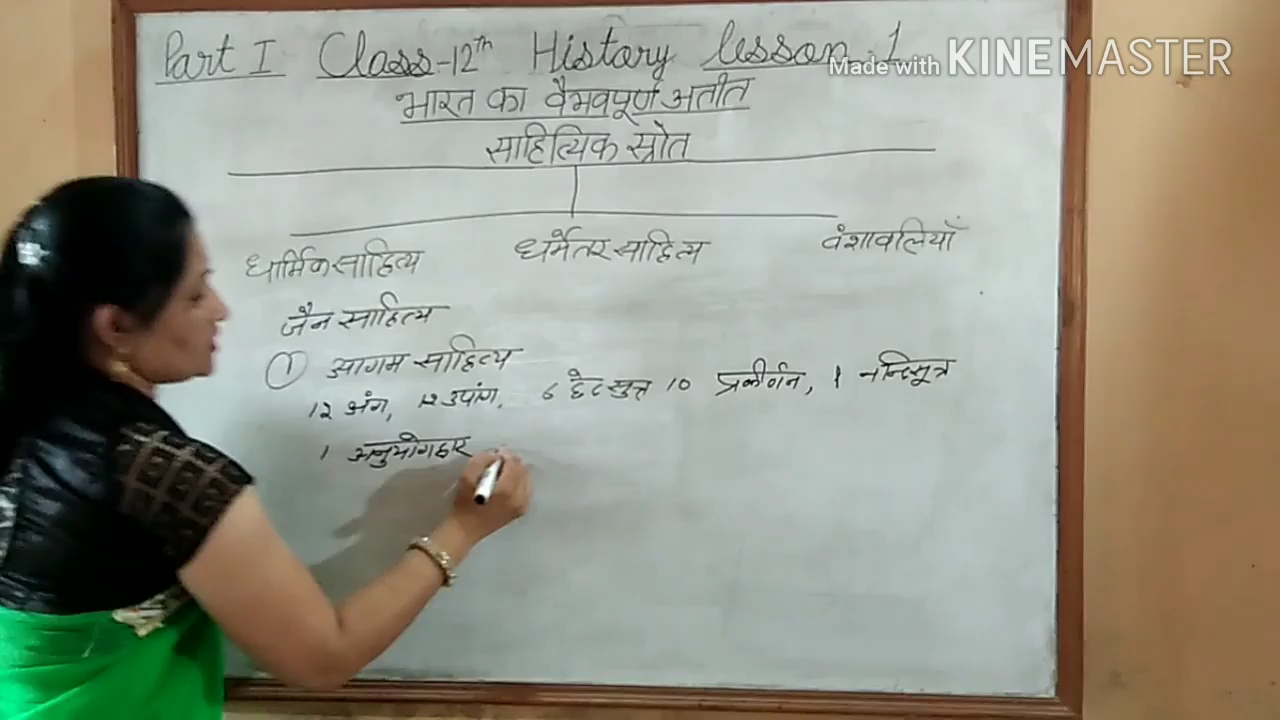 Part I Class-12th History lesson-1
Made with KINEMASTER
भारत का वैभवपूर्ण अतीत
साहित्यिक स्रोत
धार्मिक साहित्य धर्मेतर साहित्य वंशावलियाँ
जैन साहित्य
① आगम साहित्य
12 अंग, 12 उपांग, 6 छेदसुत्र 10 प्रकीर्णन, 1 नन्दिसूत्र
1 अनुयोगद्वार